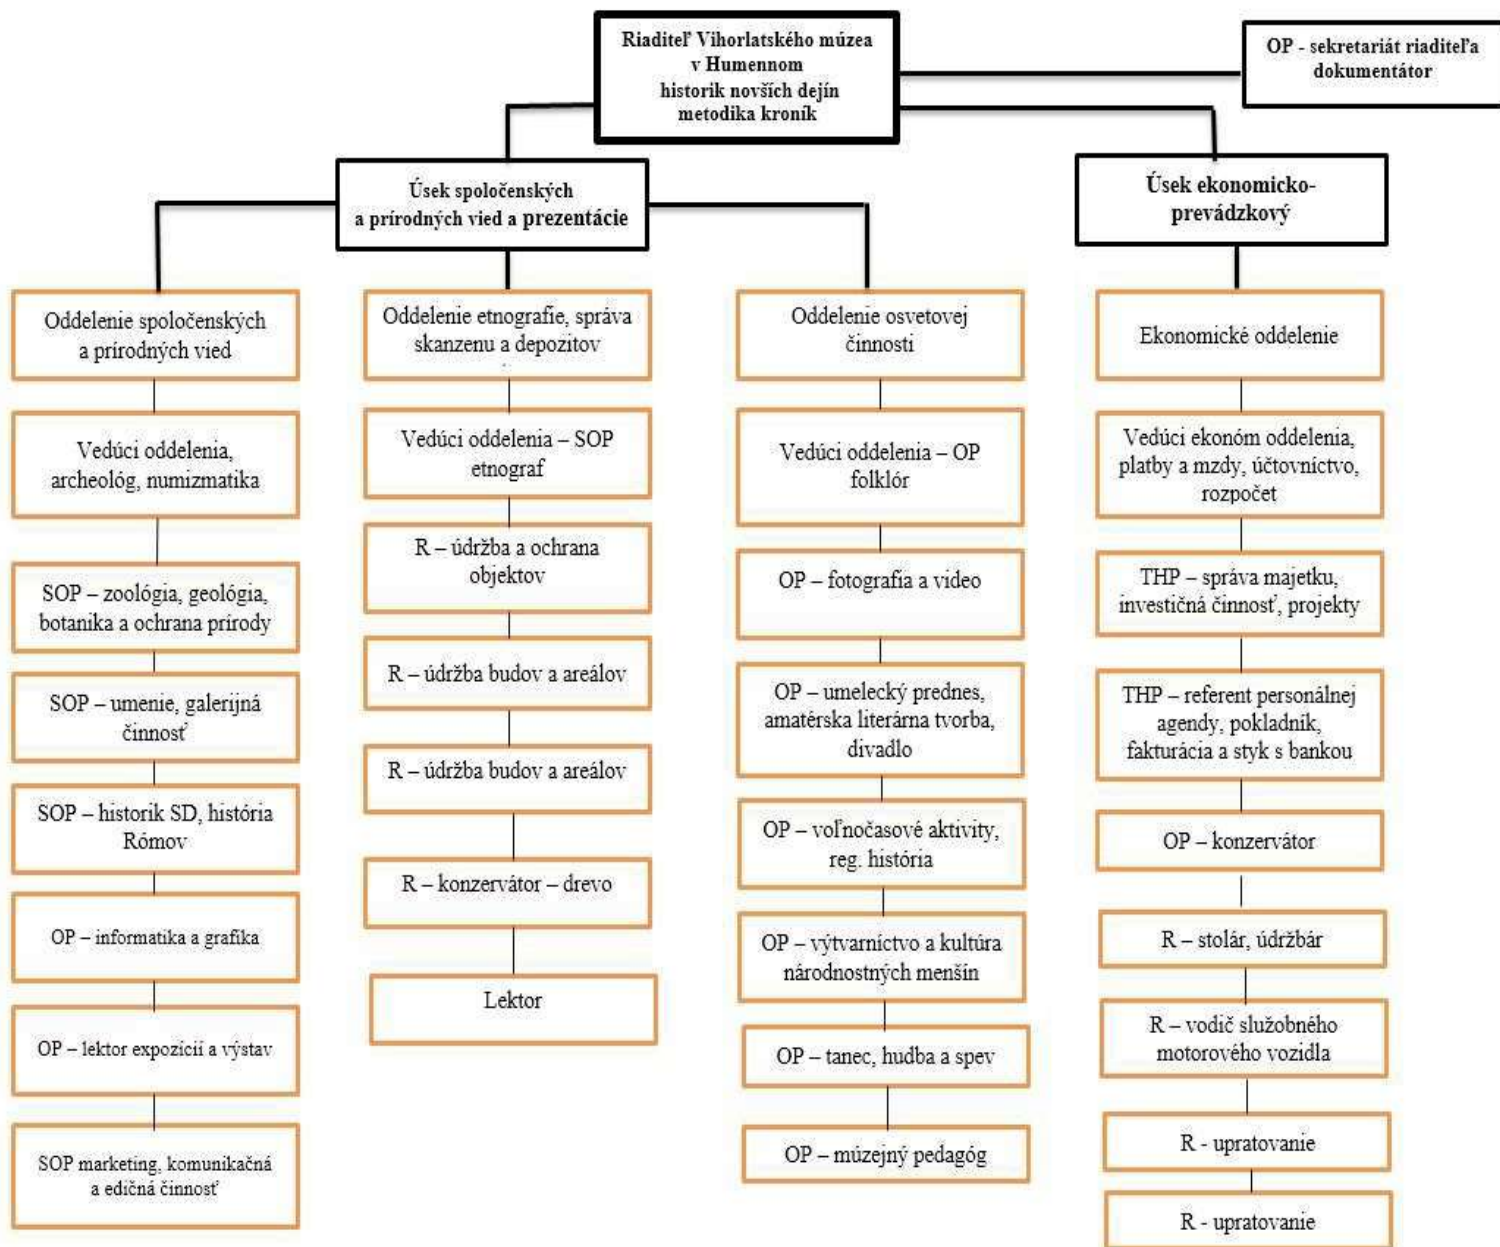 Riaditeľ Vihorlatského múzea
v Humennom
historik novších dejín
metodika kroník
OP - sekretariát riaditeľa
dokumentátor
Úsek spoločenských
a prírodných vied a prezentácie
Úsek ekonomicko-
prevádzkový
Oddelenie spoločenských
a prírodných vied
Vedúci oddelenia,
archeológ, numizmatika
SOP – zoológia, geológia,
botanika a ochrana prírody
SOP – umenie, galerijná
činnosť
SOP – historik SD, história
Rómov
OP – informatika a grafika
OP – lektor expozícií a výstav
SOP marketing, komunikačná
a edičná činnosť
Oddelenie etnografie, správa
skanzenu a depozitov
Vedúci oddelenia – SOP
etnograf
R – údržba a ochrana
objektov
R – údržba budov a areálov
R – údržba budov a areálov
R – konzervátor – drevo
Lektor
Oddelenie osvetovej
činnosti
Vedúci oddelenia – OP
folklór
OP – fotografia a video
OP – umelecký prednes,
amatérska literárna tvorba,
divadlo
OP – voľnočasové aktivity,
reg. história
OP – výtvarníctvo a kultúra
národnostných menšín
OP – tanec, hudba a spev
OP – múzejný pedagóg
Ekonomické oddelenie
Vedúci ekonóm oddelenia,
platby a mzdy, účtovníctvo,
rozpočet
THP – správa majetku,
investičná činnosť, projekty
THP – referent personálnej
agendy, pokladník,
fakturácia a styk s bankou
OP – konzervátor
R – stolár, údržbár
R – vodič služobného
motorového vozidla
R - upratovanie
R - upratovanie